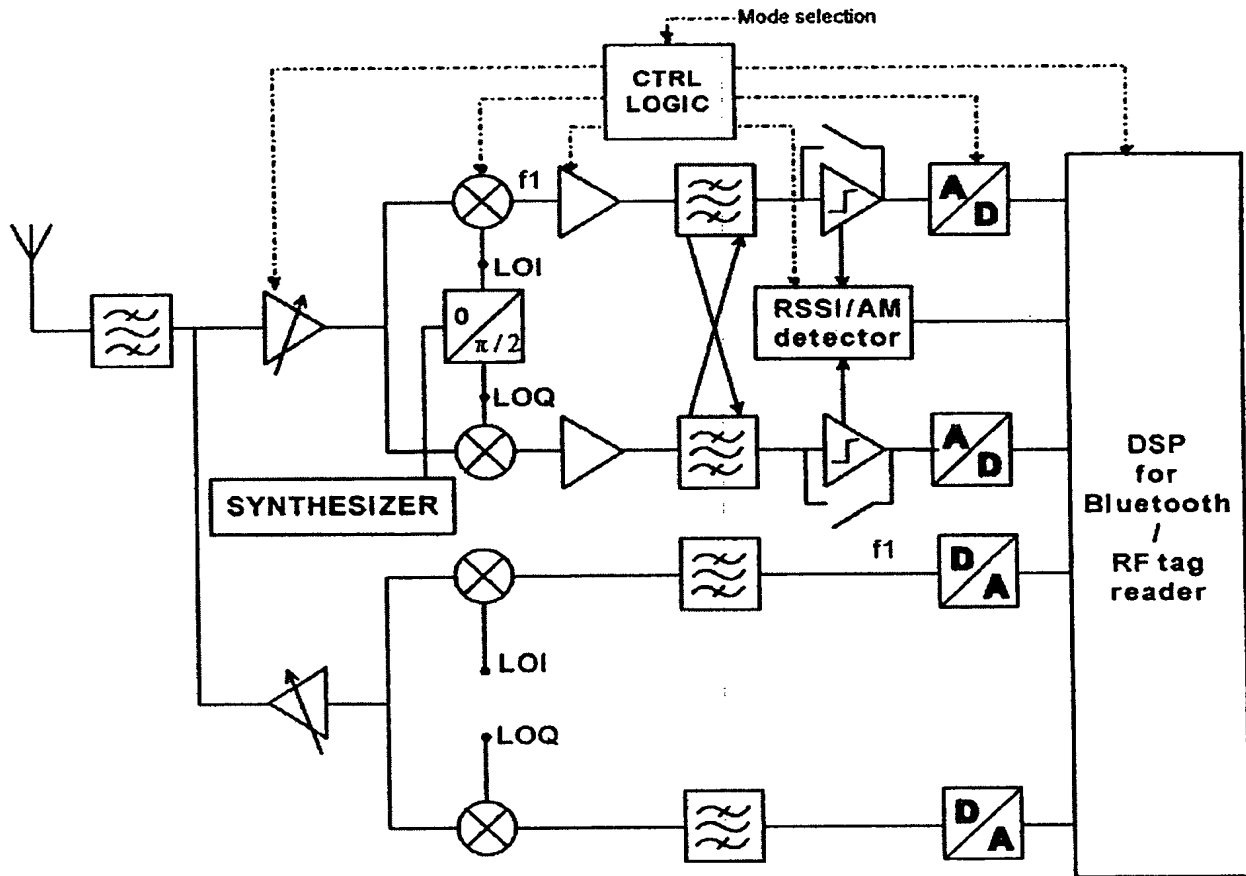 Mode selection
CTRL
LOGIC
f1
A
D
LOI
0
π/2
RSSI/AM
detector
LOQ
A
D
SYNTHESIZER
DSP
for
Bluetooth
/
RF tag
reader
f1
D
A
LOI
LOQ
D
A